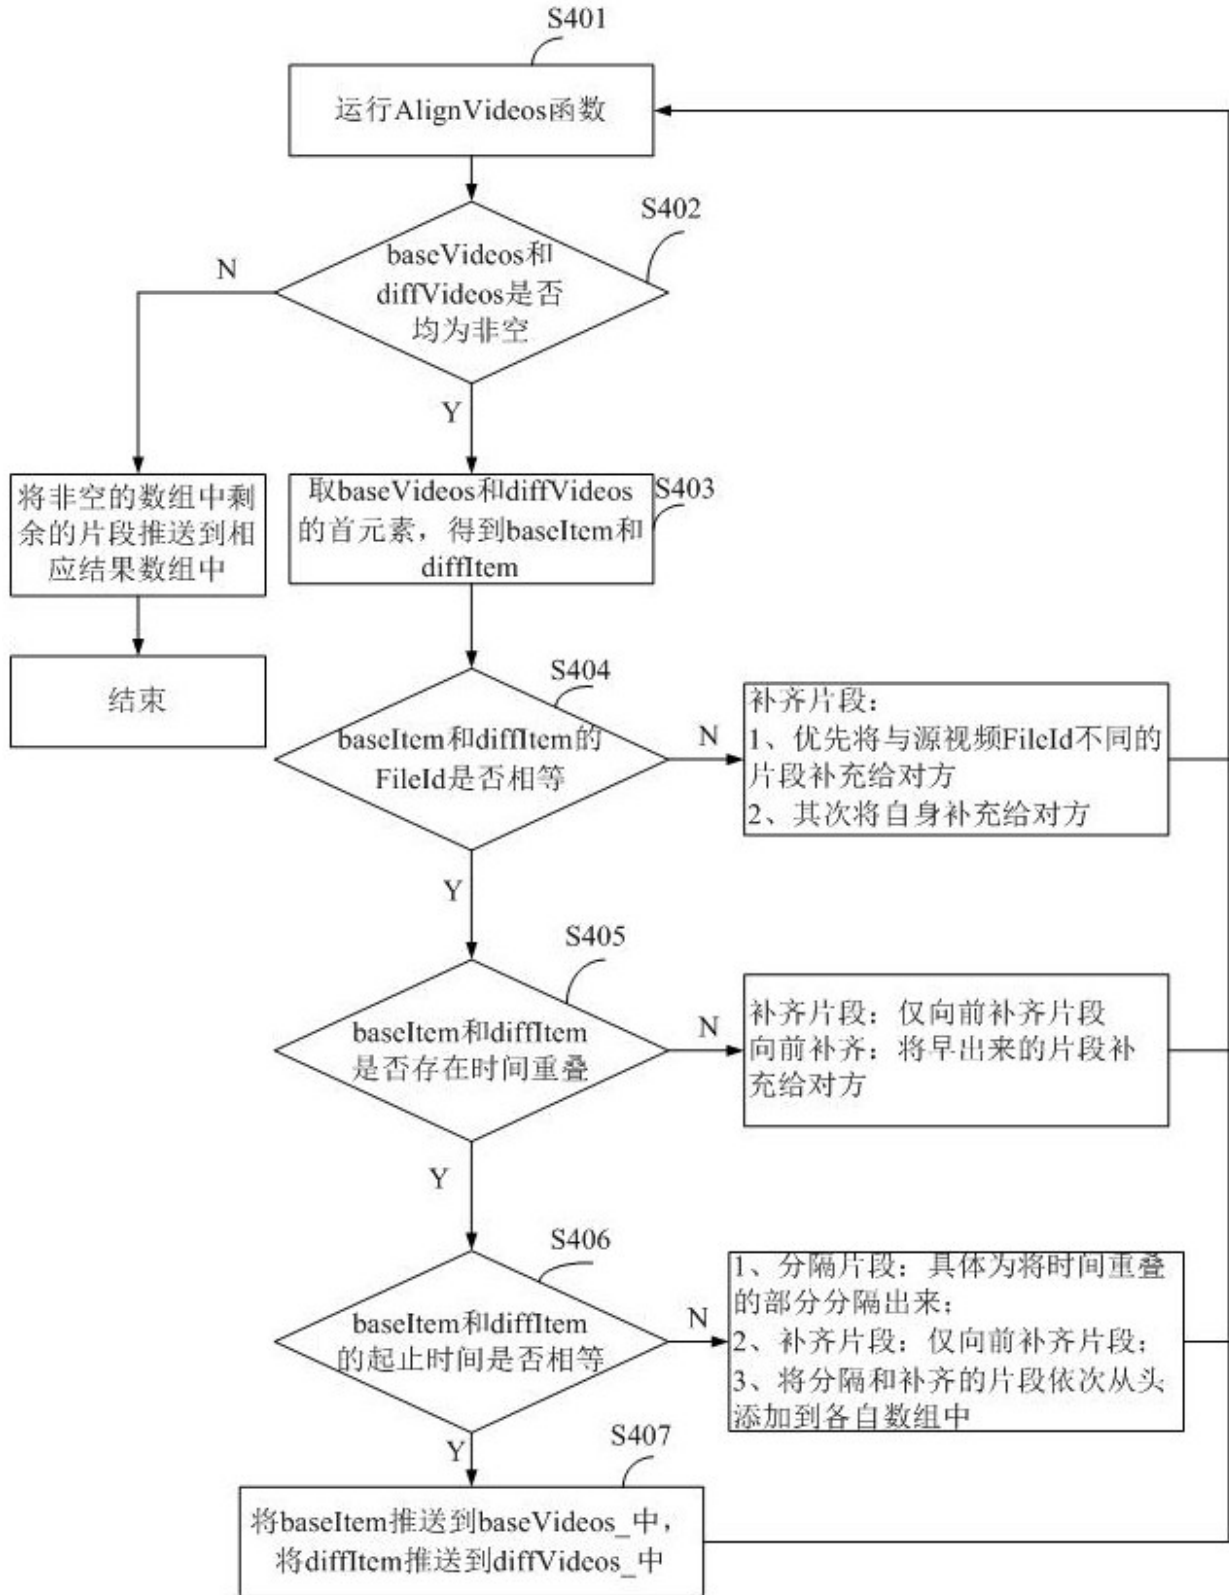 S401
运行AlignVideos函数
S402
baseVideos和
diffVideos是否
均为非空
N
Y
将非空的数组中剩
余的片段推送到相
应结果数组中
结束
取baseVideos和diffVideos
的首元素，得到baseItem和
diffItem
S403
S404
baseItem和diffItem的
FileId是否相等
N
补齐片段：
1、优先将与源视频FileId不同的
片段补充给对方
2、其次将自身补充给对方
Y
S405
baseItem和diffItem
是否存在时间重叠
N
补齐片段：仅向前补齐片段
向前补齐：将早出来的片段补
充给对方
Y
S406
baseItem和diffItem
的起止时间是否相等
N
1、分隔片段：具体为将时间重叠
的部分分隔出来；
2、补齐片段：仅向前补齐片段；
3、将分隔和补齐的片段依次从头
添加到各自数组中
Y
S407
将baseItem推送到baseVideos_中，
将diffItem推送到diffVideos_中